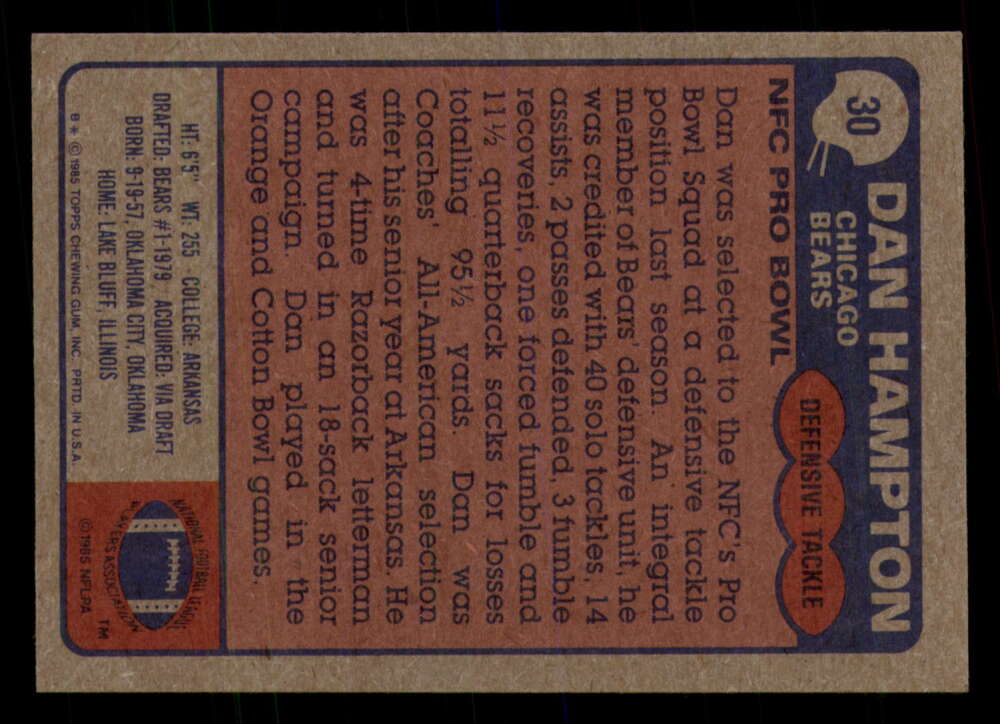 30
DAN HAMPTON
CHICAGO
BEARS
DEFENSIVE TACKLE
NFC PRO BOWL
Dan was selected to the NFC's Pro
Bowl Squad at a defensive tackle
position last season. An integral
member of Bears' defensive unit, he
was credited with 40 solo tackles, 14
assists, 2 passes defended, 3 fumble
recoveries, one forced fumble and
11½ quarterback sacks for losses
totalling 95½ yards. Dan was
Coaches' All-American selection
after his senior year at Arkansas. He
was 4-time Razorback letterman
and turned in an 18-sack senior
campaign. Dan played in the
Orange and Cotton Bowl games.
HT: 6'5" WT: 255 COLLEGE: ARKANSAS
DRAFTED: BEARS #1-1979 ACQUIRED: VIA DRAFT
BORN: 9-19-57, OKLAHOMA CITY, OKLAHOMA
HOME: LAKE BLUFF, ILLINOIS
B* © 1985 TOPPS CHEWING GUM, INC. PRTD. IN U.S.A.
NATIONAL FOOTBALL LEAGUE
PLAYERS ASSOCIATION
©1985 NFLPA TM